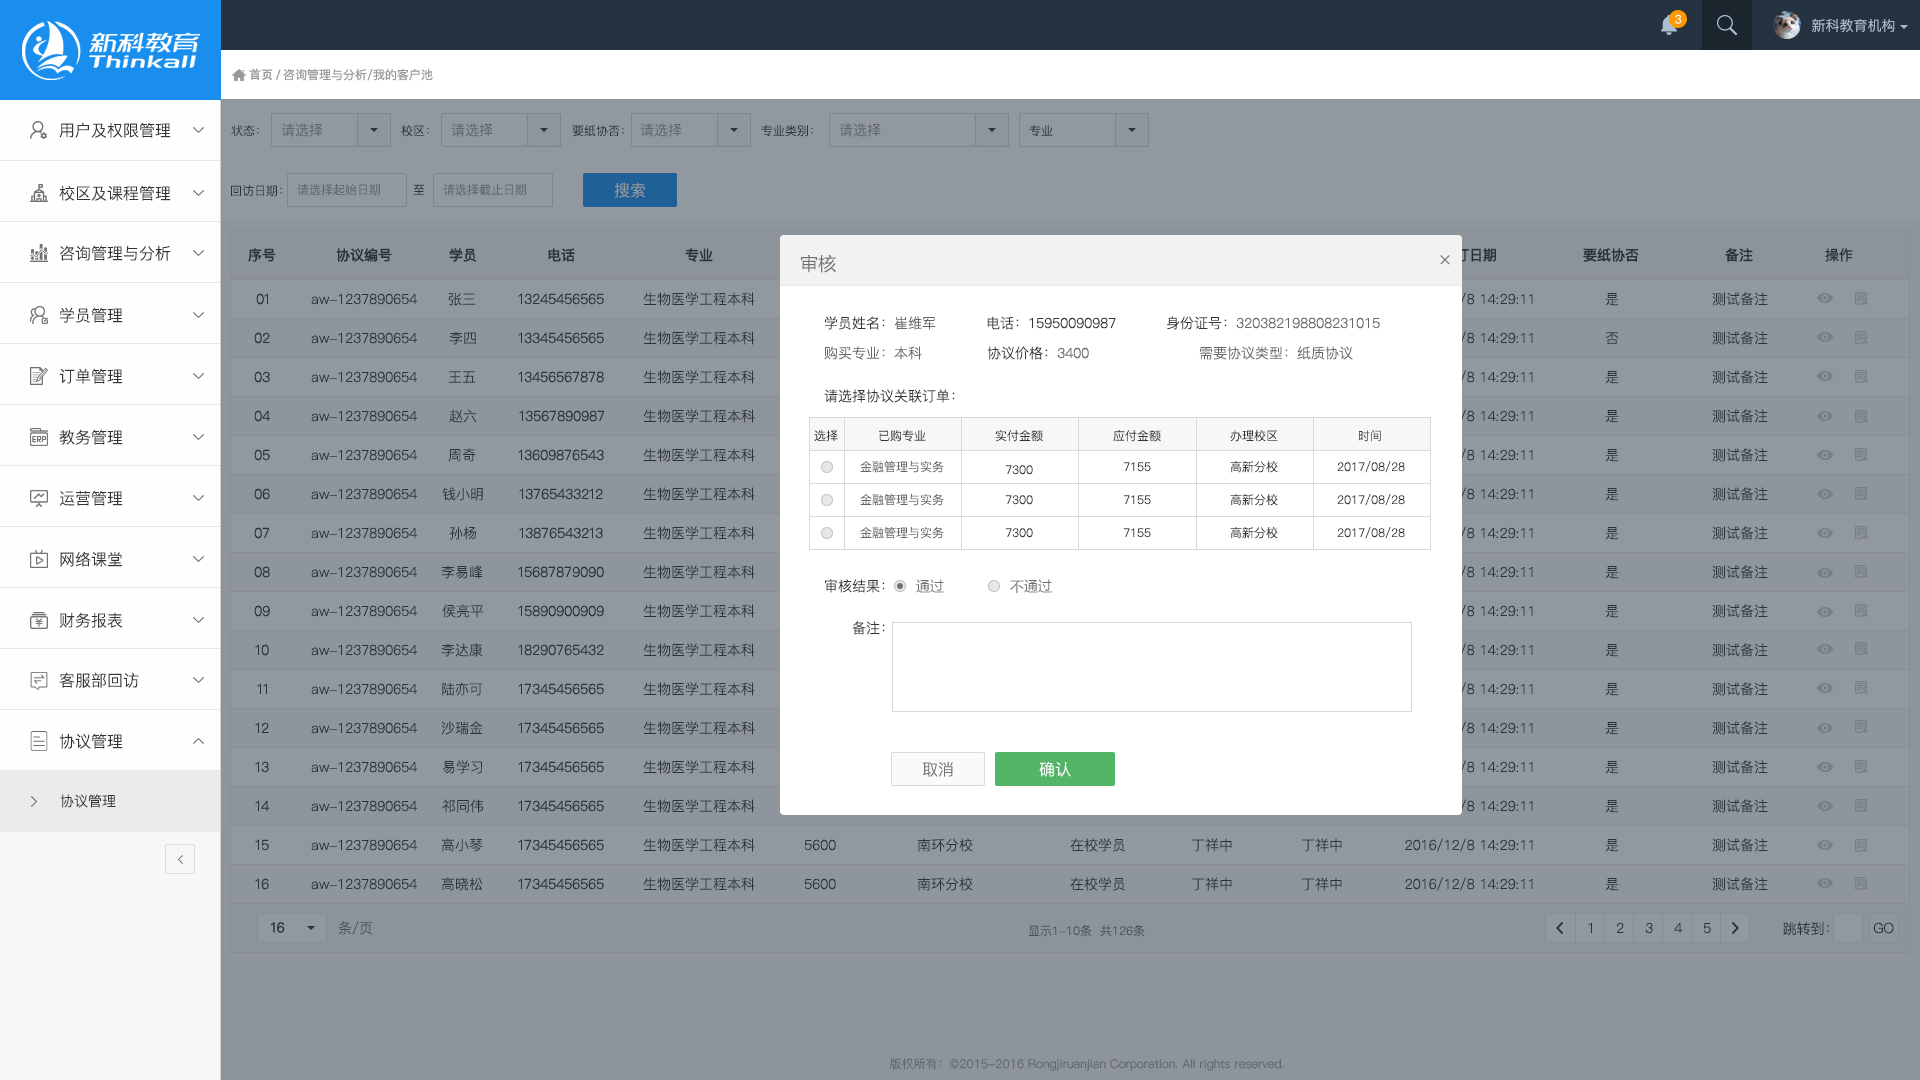 新科教育
Thinkall
3
新科教育机构
首页 / 咨询管理与分析/我的客户池
用户及权限管理
校区及课程管理
咨询管理与分析
学员管理
订单管理
教务管理
运营管理
网络课堂
财务报表
客服部回访
协议管理
协议管理
状态： 请选择 校区： 请选择 要纸协否： 请选择 专业类别： 请选择 专业
回访日期： 请选择起始日期 至 请选择截止日期 搜索
序号 协议编号 学员 电话 专业 订日期 要纸协否 备注 操作
01 aw-1237890654 张三 13245456565 生物医学工程本科 /8 14:29:11 是 测试备注
02 aw-1237890654 李四 13345456565 生物医学工程本科 /8 14:29:11 否 测试备注
03 aw-1237890654 王五 13456567878 生物医学工程本科 /8 14:29:11 是 测试备注
04 aw-1237890654 赵六 13567890987 生物医学工程本科 /8 14:29:11 是 测试备注
05 aw-1237890654 周奇 13609876543 生物医学工程本科 /8 14:29:11 是 测试备注
06 aw-1237890654 钱小明 13765433212 生物医学工程本科 /8 14:29:11 是 测试备注
07 aw-1237890654 孙杨 13876543213 生物医学工程本科 /8 14:29:11 是 测试备注
08 aw-1237890654 李易峰 15687879090 生物医学工程本科 /8 14:29:11 是 测试备注
09 aw-1237890654 侯亮平 15890900909 生物医学工程本科 /8 14:29:11 是 测试备注
10 aw-1237890654 李达康 18290765432 生物医学工程本科 /8 14:29:11 是 测试备注
11 aw-1237890654 陆亦可 17345456565 生物医学工程本科 /8 14:29:11 是 测试备注
12 aw-1237890654 沙瑞金 17345456565 生物医学工程本科 /8 14:29:11 是 测试备注
13 aw-1237890654 易学习 17345456565 生物医学工程本科 /8 14:29:11 是 测试备注
14 aw-1237890654 祁同伟 17345456565 生物医学工程本科 /8 14:29:11 是 测试备注
15 aw-1237890654 高小琴 17345456565 生物医学工程本科 5600 南环分校 在校学员 丁祥中 丁祥中 2016/12/8 14:29:11 是 测试备注
16 aw-1237890654 高晓松 17345456565 生物医学工程本科 5600 南环分校 在校学员 丁祥中 丁祥中 2016/12/8 14:29:11 是 测试备注
16 条/页 显示1-10条 共126条 1 2 3 4 5 跳转到： GO
审核
学员姓名：崔维军 电话：15950090987 身份证号：320382198808231015
购买专业：本科 协议价格：3400 需要协议类型：纸质协议
请选择协议关联订单：
选择 已购专业 实付金额 应付金额 办理校区 时间
金融管理与实务 7300 7155 高新分校 2017/08/28
金融管理与实务 7300 7155 高新分校 2017/08/28
金融管理与实务 7300 7155 高新分校 2017/08/28
审核结果： 通过 不通过
备注：
取消 确认
版权所有：©2015-2016 Rongjiruanjian Corporation. All rights reserved.